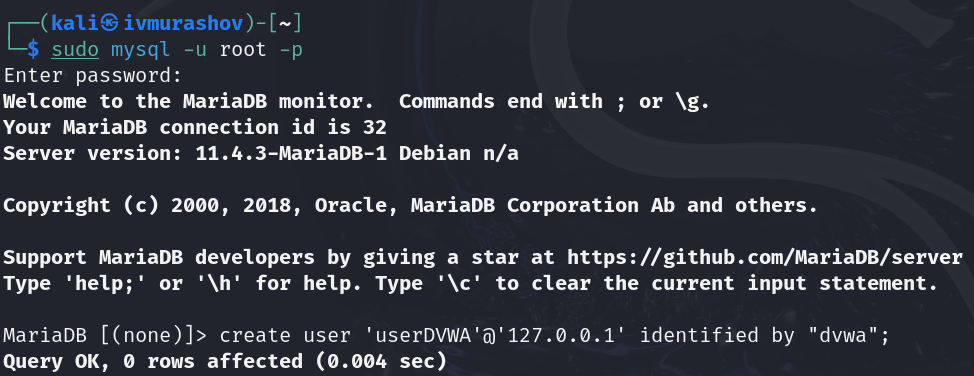 ┌──(kali㉿ivmurashov)-[~]
└─$ sudo mysql -u root -p
Enter password:
Welcome to the MariaDB monitor.  Commands end with ; or \g.
Your MariaDB connection id is 32
Server version: 11.4.3-MariaDB-1 Debian n/a

Copyright (c) 2000, 2018, Oracle, MariaDB Corporation Ab and others.

Support MariaDB developers by giving a star at https://github.com/MariaDB/server
Type 'help;' or '\h' for help. Type '\c' to clear the current input statement.

MariaDB [(none)]> create user 'userDVWA'@'127.0.0.1' identified by "dvwa";
Query OK, 0 rows affected (0.004 sec)